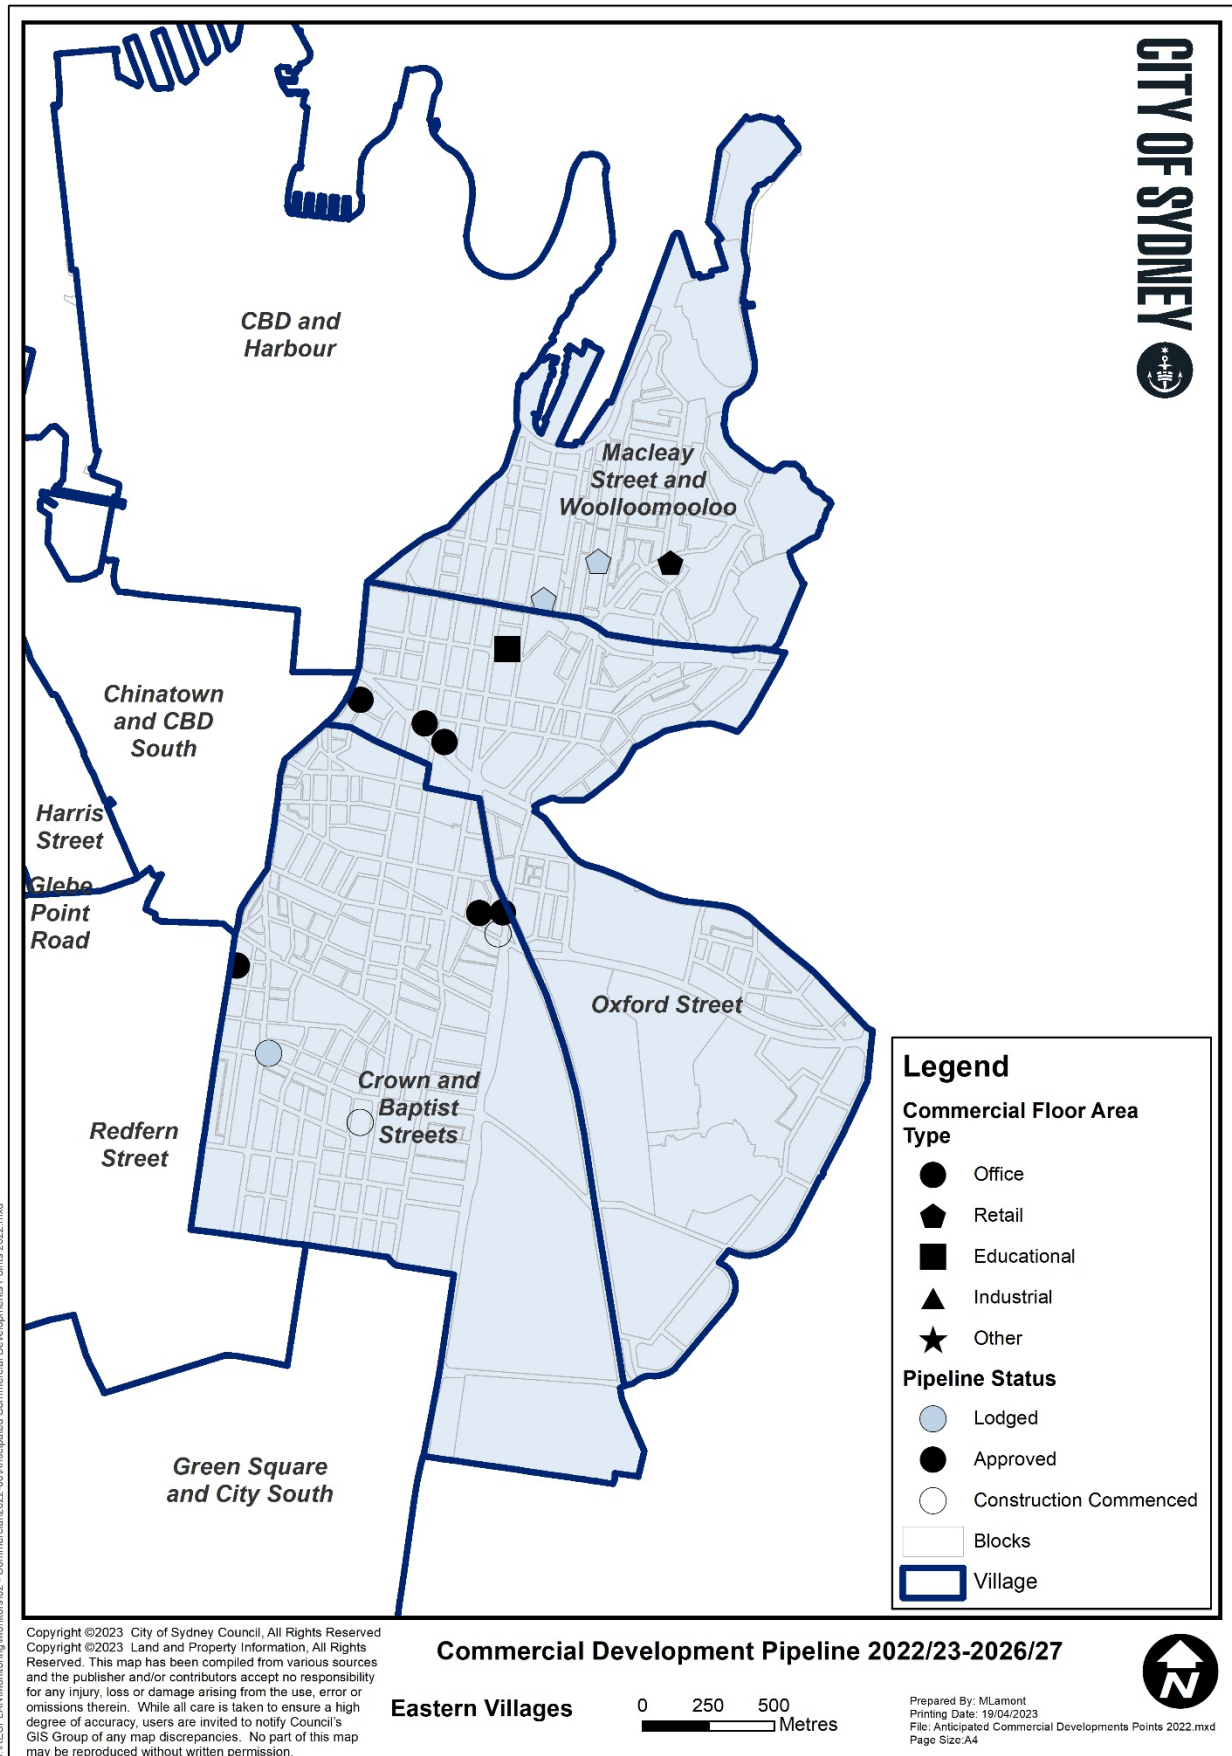 CITY OF SYDNEY
CBD and
Harbour
Macleay
Street and
Woolloomooloo
Chinatown
and CBD
South
Harris
Street
Glebe
Point
Road
Oxford Street
Crown and
Baptist
Streets
Redfern
Street
Green Square
and City South
Legend
Commercial Floor Area
Type
Office
Retail
Educational
Industrial
Other
Pipeline Status
Lodged
Approved
Construction Commenced
Blocks
Village
Copyright ©2023 City of Sydney Council, All Rights Reserved
Copyright ©2023 Land and Property Information, All Rights
Reserved. This map has been compiled from various sources
and the publisher and/or contributors accept no responsibility
for any injury, loss or damage arising from the use, error or
omissions therein. While all care is taken to ensure a high
degree of accuracy, users are invited to notify Council's
GIS Group of any map discrepancies. No part of this map
may be reproduced without written permission.
Commercial Development Pipeline 2022/23-2026/27
Eastern Villages
0 250 500
Metres
N
Prepared By: MLamont
Printing Date: 19/04/2023
File: Anticipated Commercial Developments Points 2022.mxd
Page Size:A4